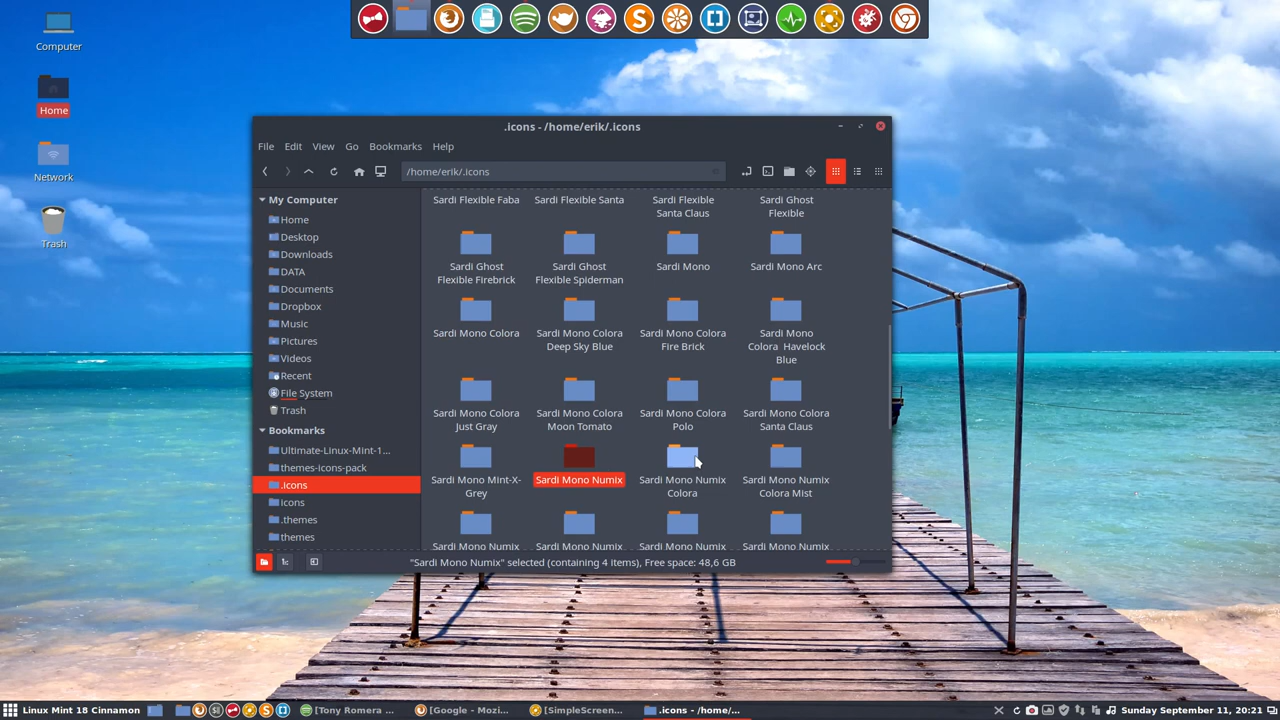 Computer
Home
Network
Trash
.icons - /home/erik/.icons
File Edit View Go Bookmarks Help
/home/erik/.icons
My Computer
Home
Desktop
Downloads
DATA
Documents
Dropbox
Music
Pictures
Videos
Recent
File System
Trash
Bookmarks
Ultimate-Linux-Mint-1...
themes-icons-pack
.icons
icons
.themes
themes
Sardi Flexible Faba
Sardi Flexible Santa
Sardi Flexible
Santa Claus
Sardi Ghost
Flexible
Sardi Ghost
Flexible Firebrick
Sardi Ghost
Flexible Spiderman
Sardi Mono
Sardi Mono Arc
Sardi Mono Colora
Sardi Mono Colora
Deep Sky Blue
Sardi Mono Colora
Fire Brick
Sardi Mono
Colora Havelock
Blue
Sardi Mono Colora
Just Gray
Sardi Mono Colora
Moon Tomato
Sardi Mono Colora
Polo
Sardi Mono Colora
Santa Claus
Sardi Mono Mint-X-
Grey
Sardi Mono Numix
Sardi Mono Numix
Colora
Sardi Mono Numix
Colora Mist
Sardi Mono Numix
Sardi Mono Numix
Sardi Mono Numix
Sardi Mono Numix
"Sardi Mono Numix" selected (containing 4 items), Free space: 48,6 GB
Linux Mint 18 Cinnamon
[Tony Romera ...
[Google - Mozi...
[SimpleScreen...
.icons - /home/...
Sunday September 11, 20:21